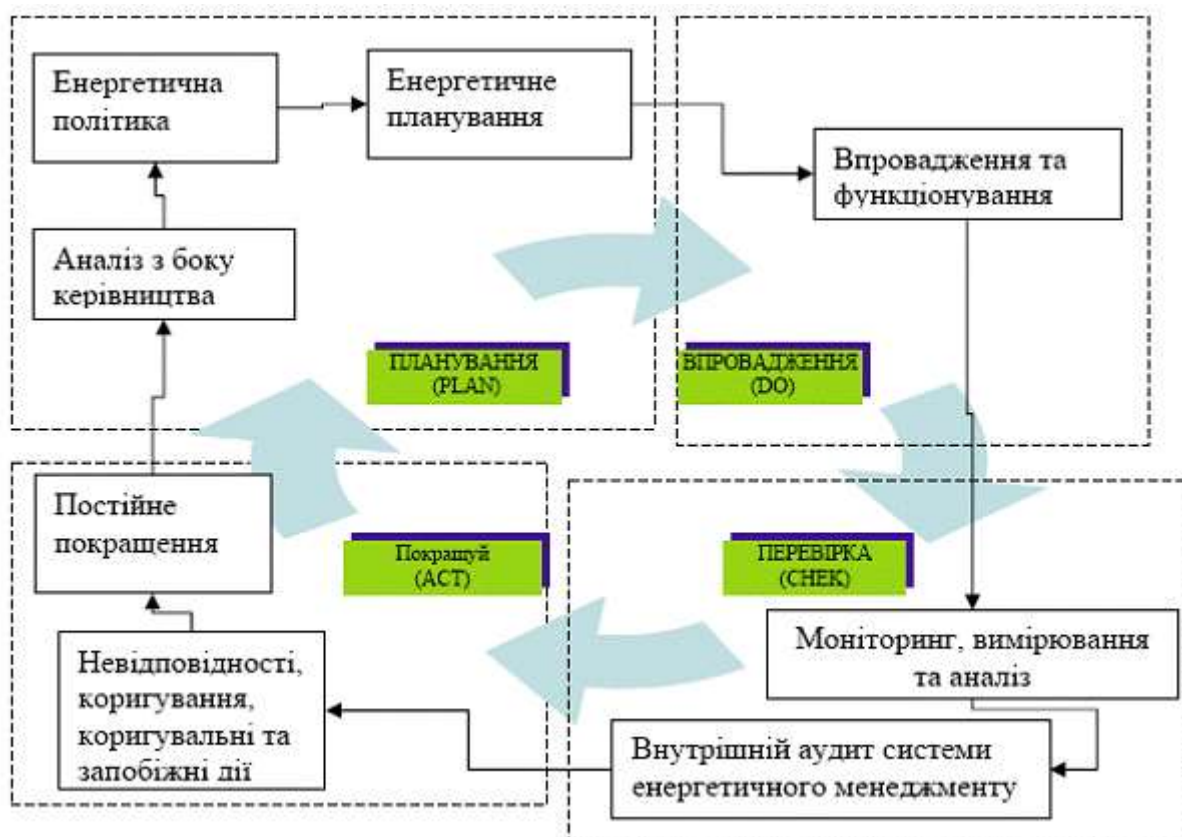 Енергетична
політика
Енергетичне
планування
Впровадження та
функціонування
Аналіз з боку
керівництва
ПЛАНУВАННЯ
(PLAN)
ВПРОВАДЖЕННЯ
(DO)
Постійне
покращення
Покращуй
(ACT)
ПЕРЕВІРКА
(CHEK)
Моніторинг, вимірювання
та аналіз
Невідповідності,
коригування,
коригувальні та
запобіжні дії
Внутрішній аудит системи
енергетичного менеджменту